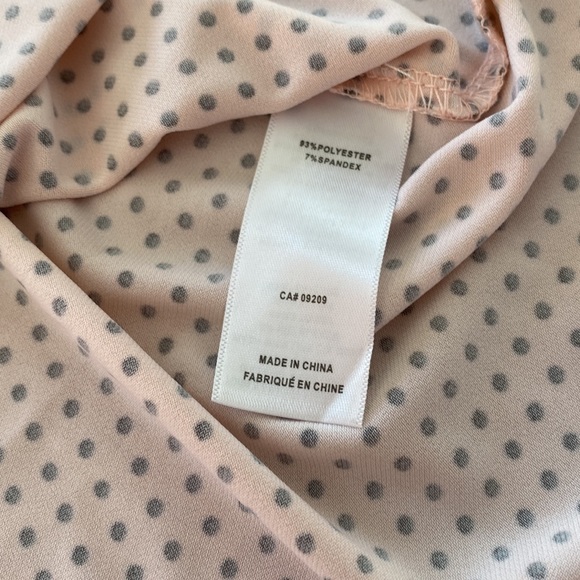 93%POLYESTER
7%SPANDEX
CA# 09209
MADE IN CHINA
FABRIQUÉ EN CHINE